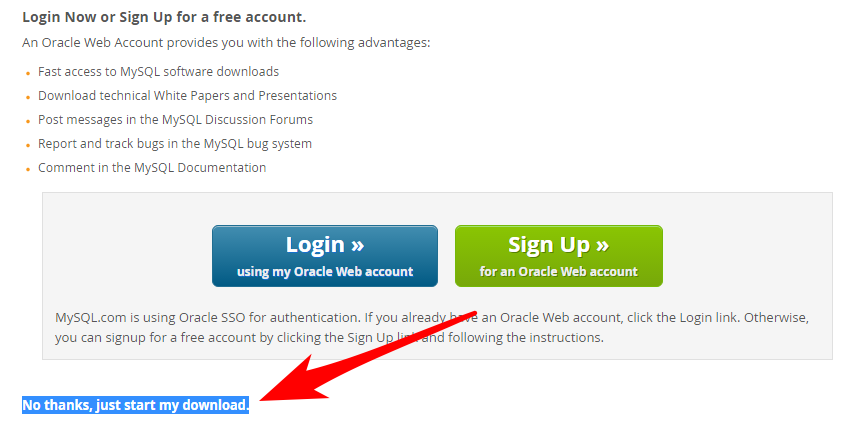 Login Now or Sign Up for a free account.
An Oracle Web Account provides you with the following advantages:
Fast access to MySQL software downloads
Download technical White Papers and Presentations
Post messages in the MySQL Discussion Forums
Report and track bugs in the MySQL bug system
Comment in the MySQL Documentation
Login »
using my Oracle Web account
Sign Up »
for an Oracle Web account
MySQL.com is using Oracle SSO for authentication. If you already have an Oracle Web account, click the Login link. Otherwise,
you can signup for a free account by clicking the Sign Up link and following the instructions.
No thanks, just start my download.